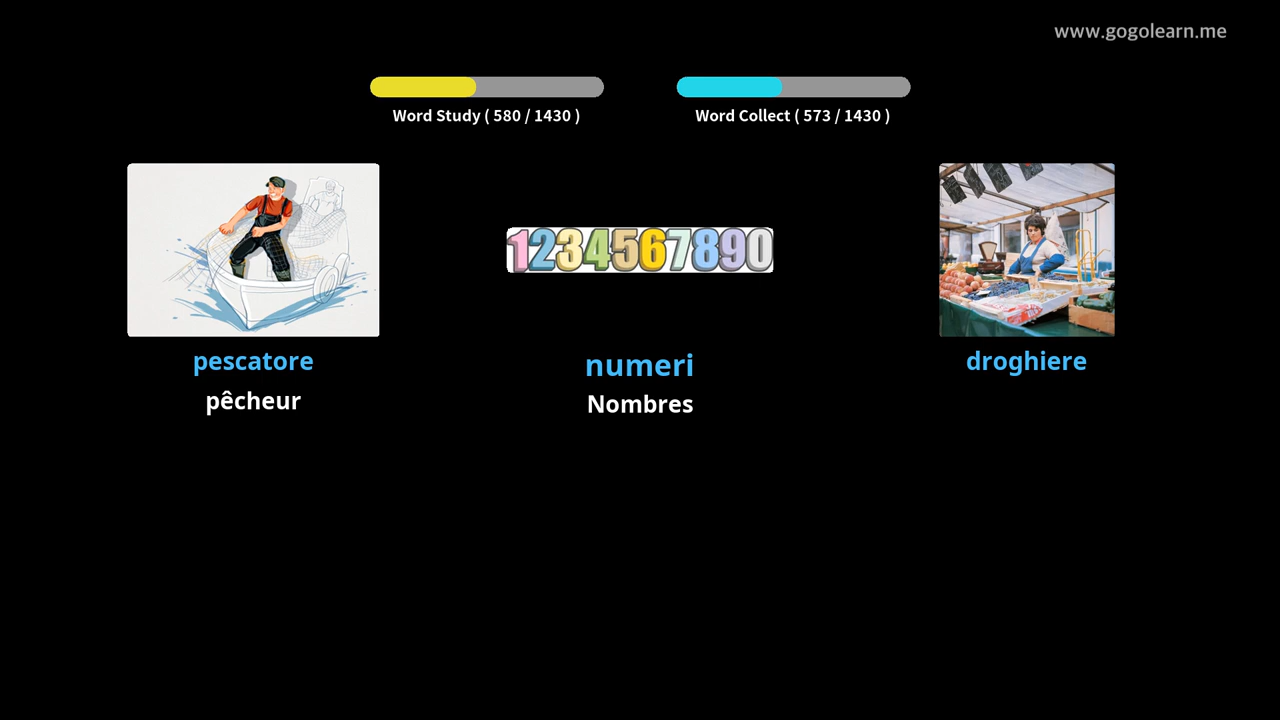 www.gogolearn.me
Word Study ( 580 / 1430 )
Word Collect ( 573 / 1430 )
1234567890
pescatore
pêcheur
numeri
Nombres
droghiere